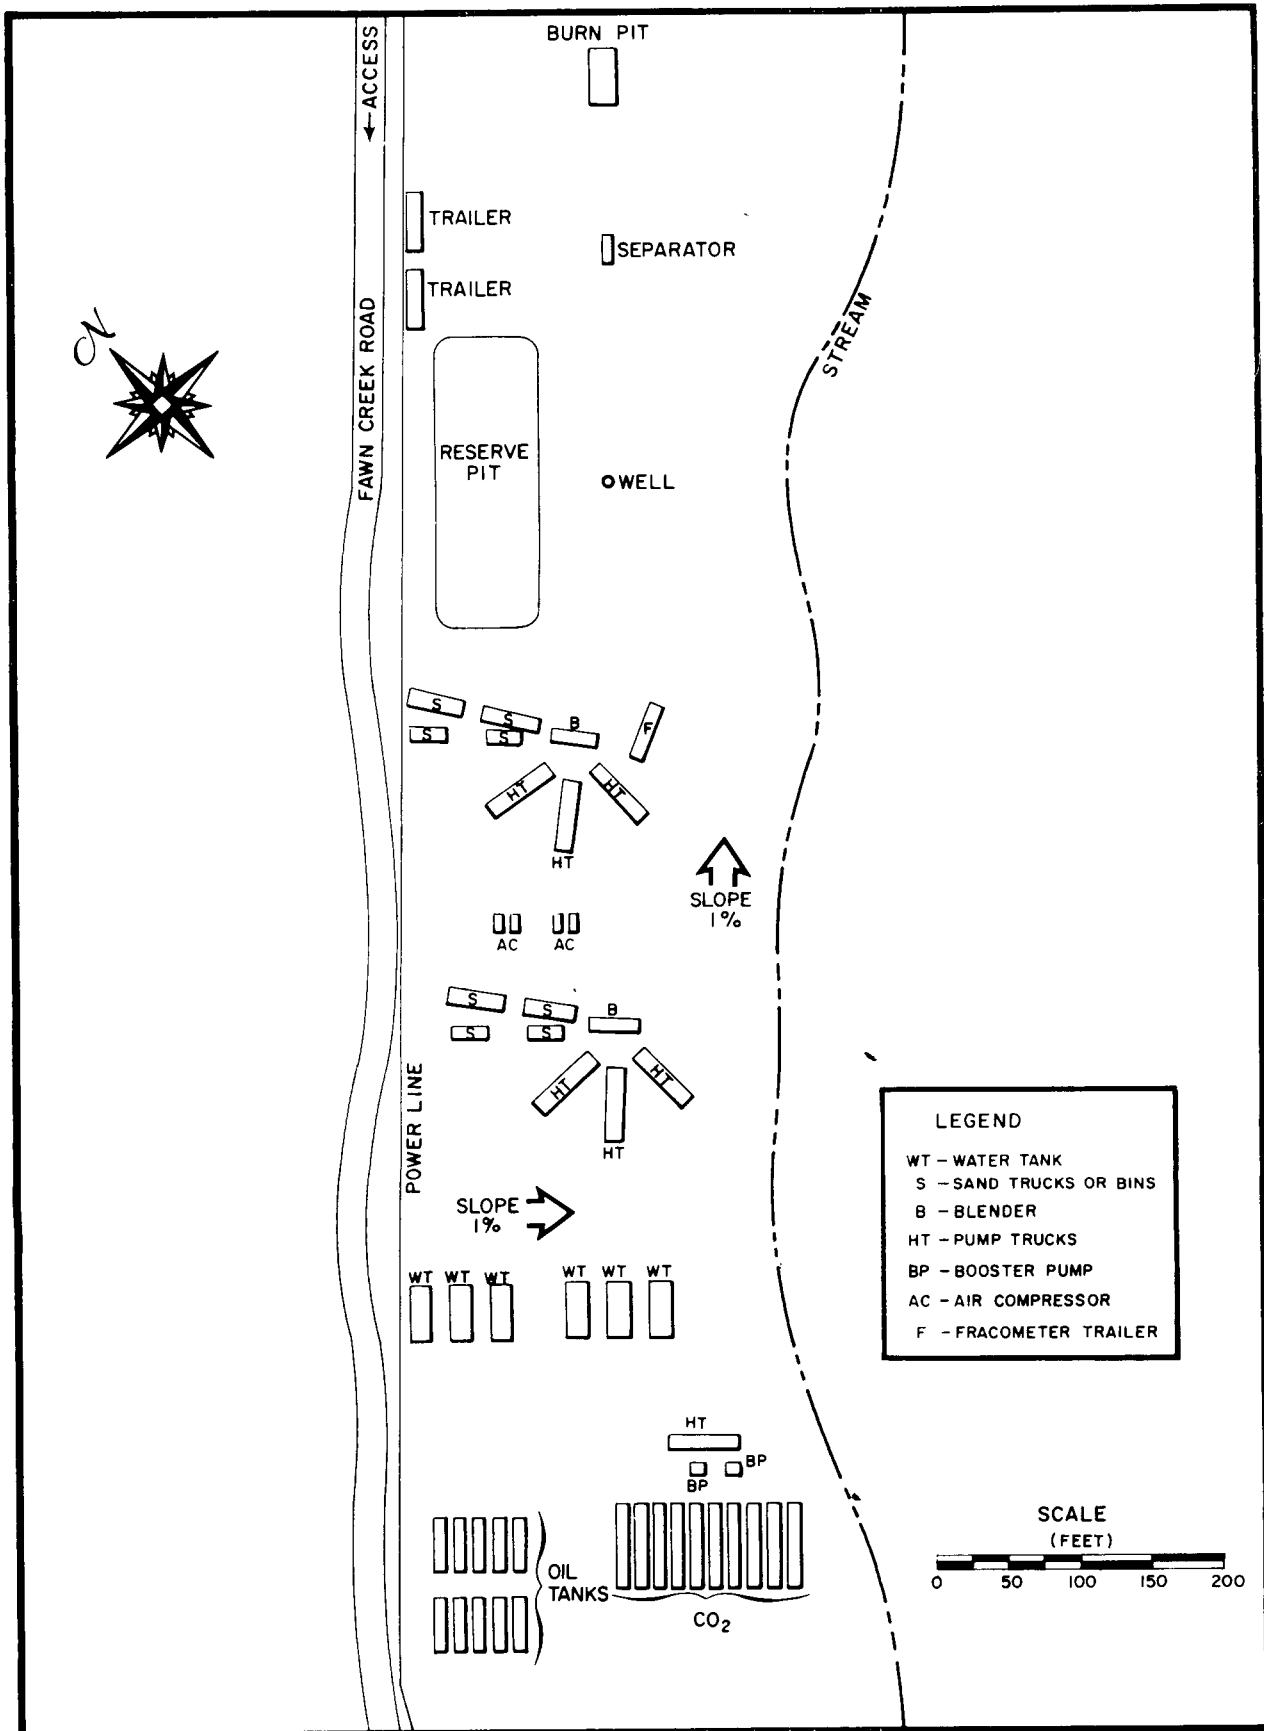 BURN PIT
← ACCESS
TRAILER
SEPARATOR
TRAILER
N
FAWN CREEK ROAD
STREAM
RESERVE
PIT
WELL
S
S
B
F
S
S
HT
HT
HT
SLOPE
1%
AC
AC
S
S
B
S
S
HT
HT
HT
POWER LINE
SLOPE
1%
WT
WT
WT
WT
WT
WT
LEGEND
WT - WATER TANK
S - SAND TRUCKS OR BINS
B - BLENDER
HT - PUMP TRUCKS
BP - BOOSTER PUMP
AC - AIR COMPRESSOR
F - FRACOMETER TRAILER
HT
BP
BP
OIL
TANKS
CO2
SCALE
(FEET)
0 50 100 150 200